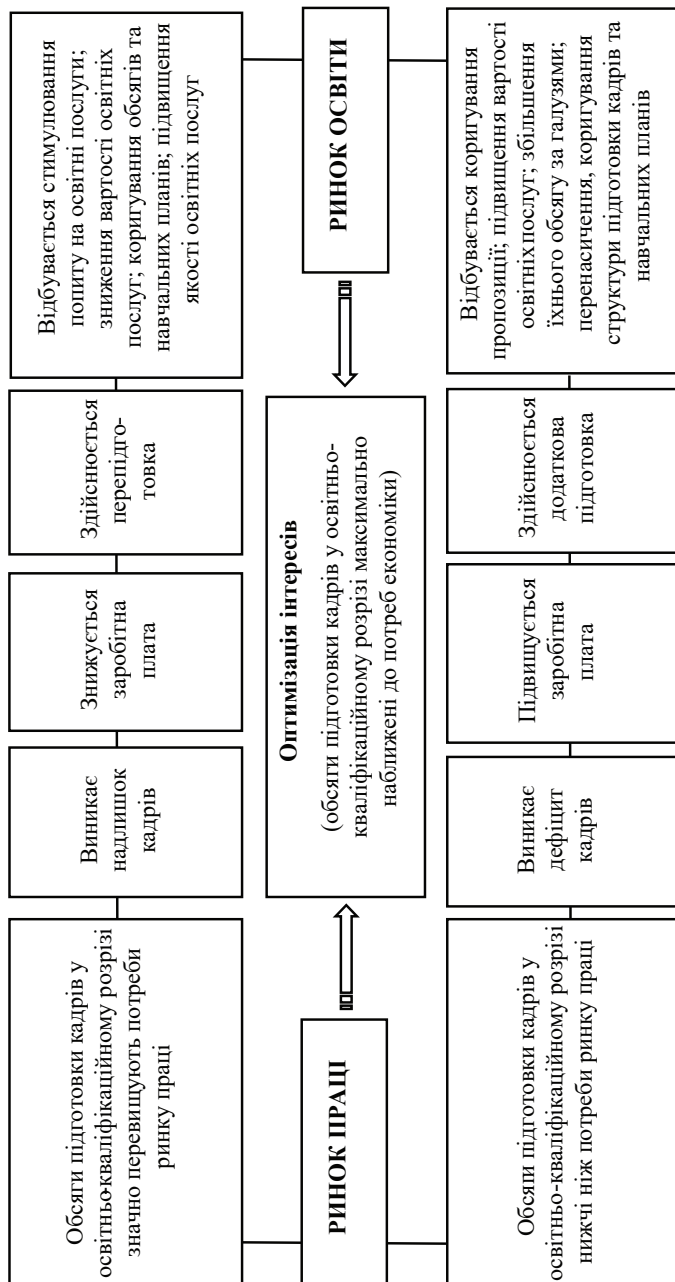 Обсяги підготовки кадрів у
освітньо-кваліфікаційному розрізі
значно перевищують потреби
ринку праці
Виникає
надлишок
кадрів
Знижується
заробітна
плата
Здійснюється
перепідго-
товка
Відбувається стимулювання
попиту на освітні послуги;
зниження вартості освітніх
послуг; коригування обсягів та
навчальних планів; підвищення
якості освітніх послуг
РИНОК ПРАЦІ
Оптимізація інтересів
(обсяги підготовки кадрів у освітньо-
кваліфікаційному розрізі максимально
наближені до потреб економіки)
РИНОК ОСВІТИ
Обсяги підготовки кадрів у
освітньо-кваліфікаційному розрізі
нижчі ніж потреби ринку праці
Виникає
дефіцит
кадрів
Підвищується
заробітна
плата
Здійснюється
додаткова
підготовка
Відбувається коригування
пропозиції; підвищення вартості
освітніх послуг; збільшення
їхнього обсягу за галузями;
перенасичення, коригування
структури підготовки кадрів та
навчальних планів